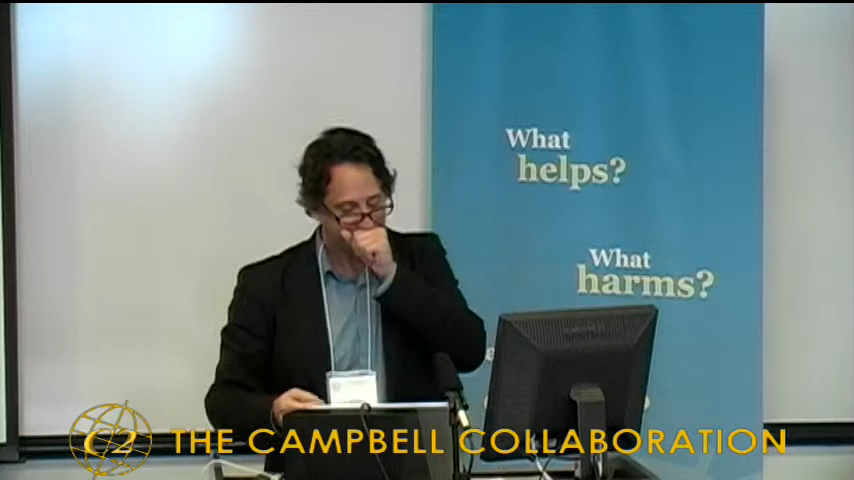 What
helps?
What
harms?
C2 THE CAMPBELL COLLABORATION